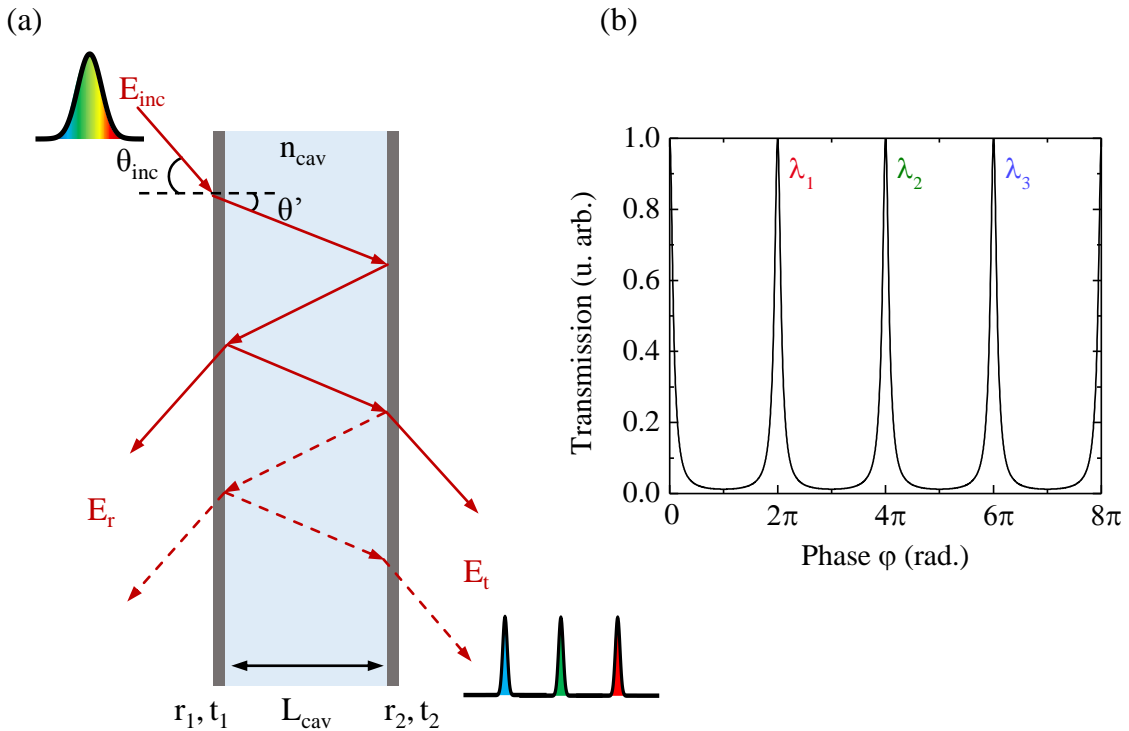 (a)
E_inc
θ_inc
n_cav
θ’
E_r
E_t
r_1, t_1
L_cav
r_2, t_2
(b)
Transmission (u. arb.)
1.0
0.8
0.6
0.4
0.2
0.0
λ_1
λ_2
λ_3
0
2π
4π
6π
8π
Phase φ (rad.)